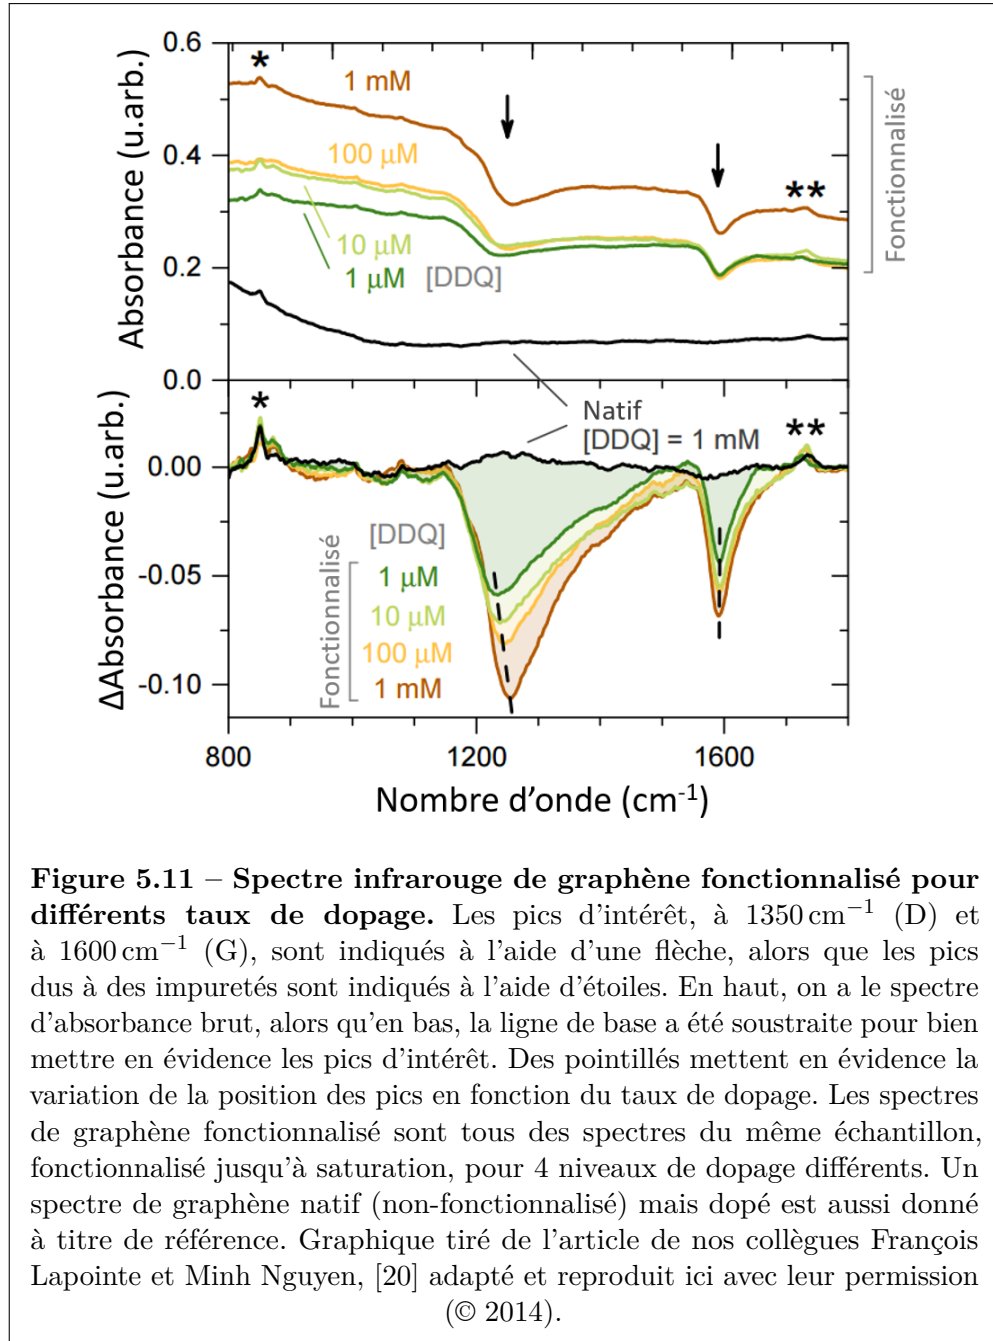 0.6
*
1 mM
Absorbance (u.arb.)
0.4
100 µM
**
10 µM
0.2
1 µM [DDQ]
Fonctionnalisé
0.0
*
Natif
[DDQ] = 1 mM
**
0.00
ΔAbsorbance (u.arb.)
[DDQ]
Fonctionnalisé
-0.05
1 µM
10 µM
100 µM
-0.10
1 mM
800
1200
1600
Nombre d'onde (cm-1)
Figure 5.11 – Spectre infrarouge de graphène fonctionnalisé pour
différents taux de dopage. Les pics d'intérêt, à 1350 cm−1 (D) et
à 1600 cm−1 (G), sont indiqués à l'aide d'une flèche, alors que les pics
dus à des impuretés sont indiqués à l'aide d'étoiles. En haut, on a le spectre
d'absorbance brut, alors qu'en bas, la ligne de base a été soustraite pour bien
mettre en évidence les pics d'intérêt. Des pointillés mettent en évidence la
variation de la position des pics en fonction du taux de dopage. Les spectres
de graphène fonctionnalisé sont tous des spectres du même échantillon,
fonctionnalisé jusqu'à saturation, pour 4 niveaux de dopage différents. Un
spectre de graphène natif (non-fonctionnalisé) mais dopé est aussi donné
à titre de référence. Graphique tiré de l'article de nos collègues François
Lapointe et Minh Nguyen, [20] adapté et reproduit ici avec leur permission
(© 2014).